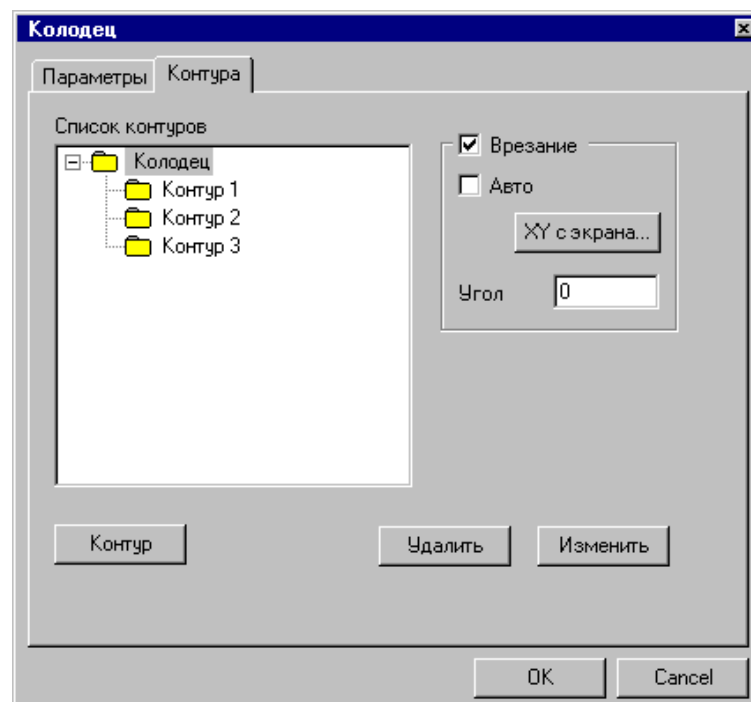 Колодец
Параметры Контура
Список контуров
Колодец
Контур 1
Контур 2
Контур 3
Врезание
Авто
XY с экрана...
Угол 0
Контур Удалить Изменить
OK Cancel